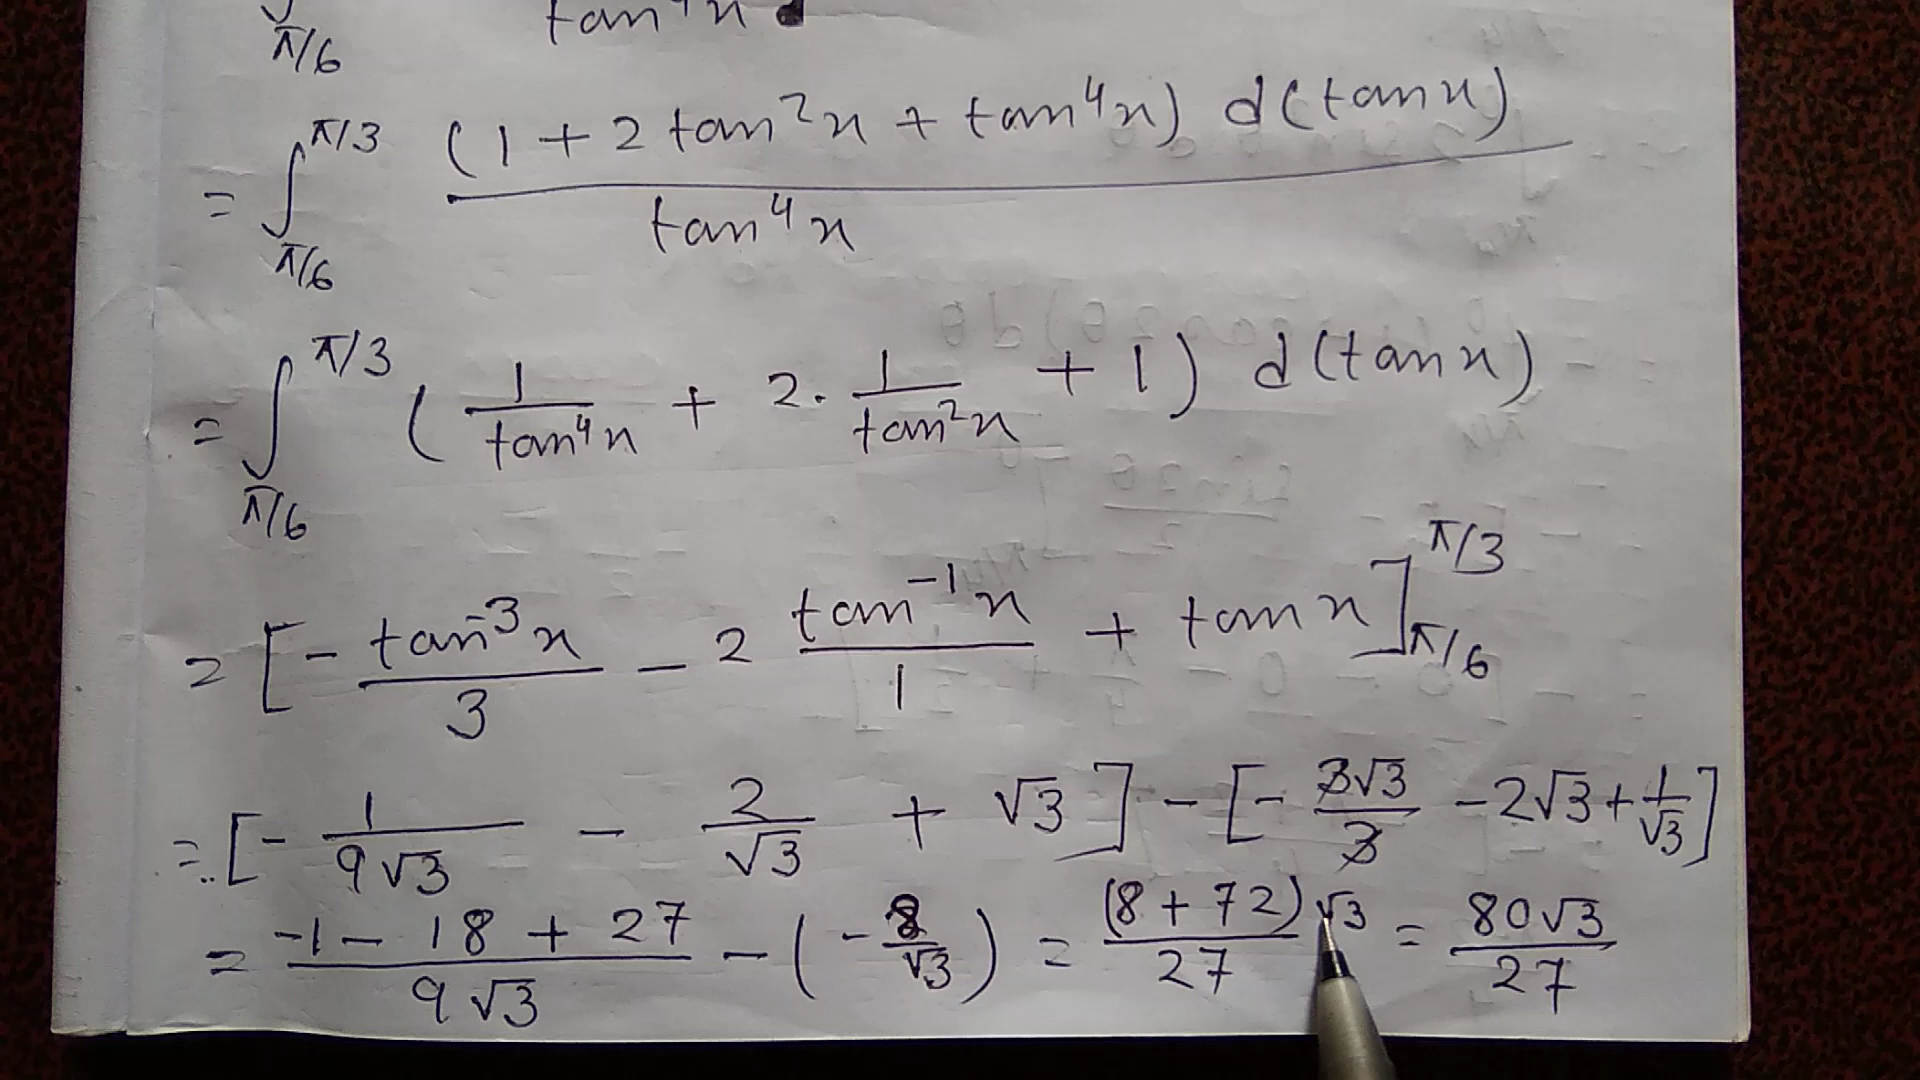 π/6 tan⁴x
= ∫_{π/6}^{π/3} (1 + 2 tan²x + tan⁴x) d(tan x) / tan⁴x
= ∫_{π/6}^{π/3} (1/tan⁴x + 2. 1/tan²x + 1) d(tan x)
= [- tan⁻³x/3 - 2 tan⁻¹x/1 + tan x]_{π/6}^{π/3}
= [- 1/9√3 - 2/√3 + √3] - [- 3√3/3 - 2√3 + 1/√3]
= -1 - 18 + 27 / 9√3 - (- 8/√3) = (8 + 72)√3 / 27 = 80√3 / 27